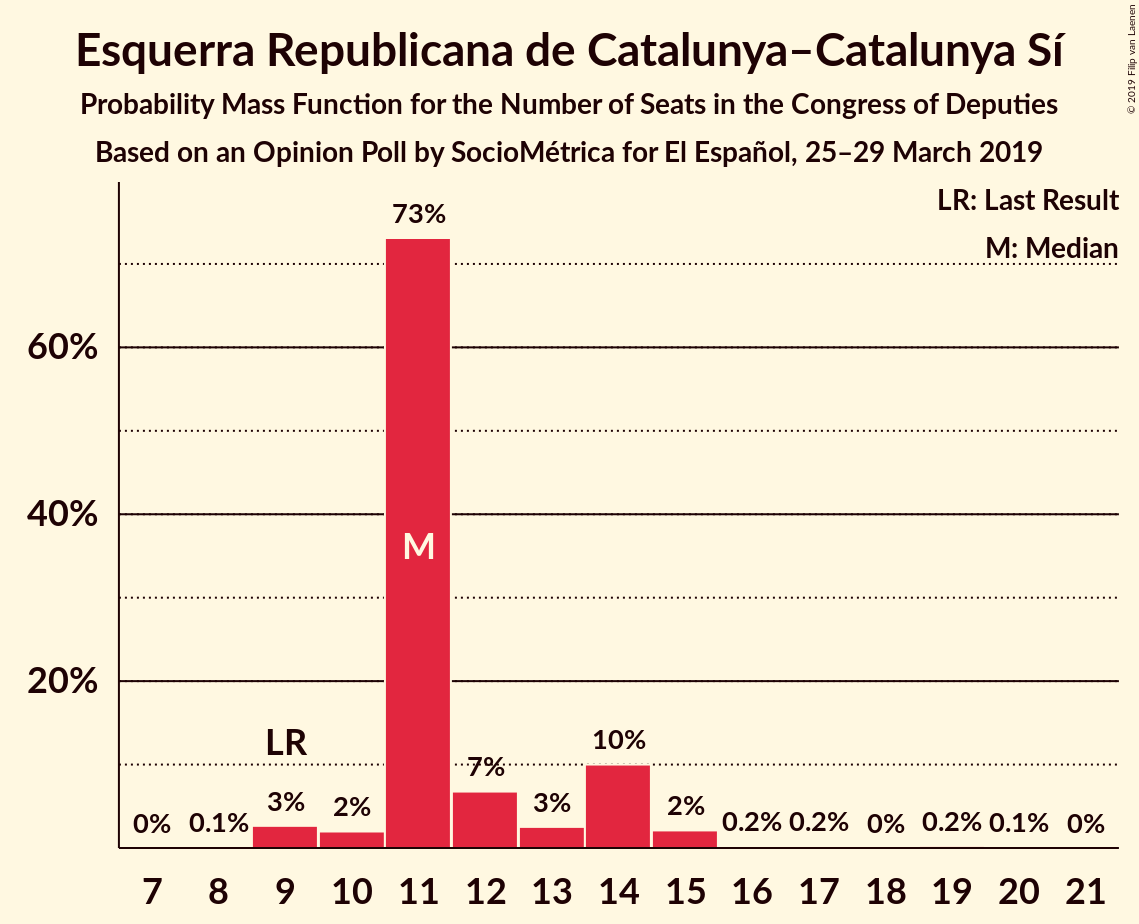 Esquerra Republicana de Catalunya–Catalunya Sí
Probability Mass Function for the Number of Seats in the Congress of Deputies
Based on an Opinion Poll by SocioMétrica for El Español, 25–29 March 2019
© 2019 Filip van Laenen
LR: Last Result
M: Median
73%
60%
40%
M
20%
LR
10%
7%
3%
2%
3%
2%
0%
0.1%
0.2%
0.2%
0%
0.2%
0.1%
0%
7 8 9 10 11 12 13 14 15 16 17 18 19 20 21